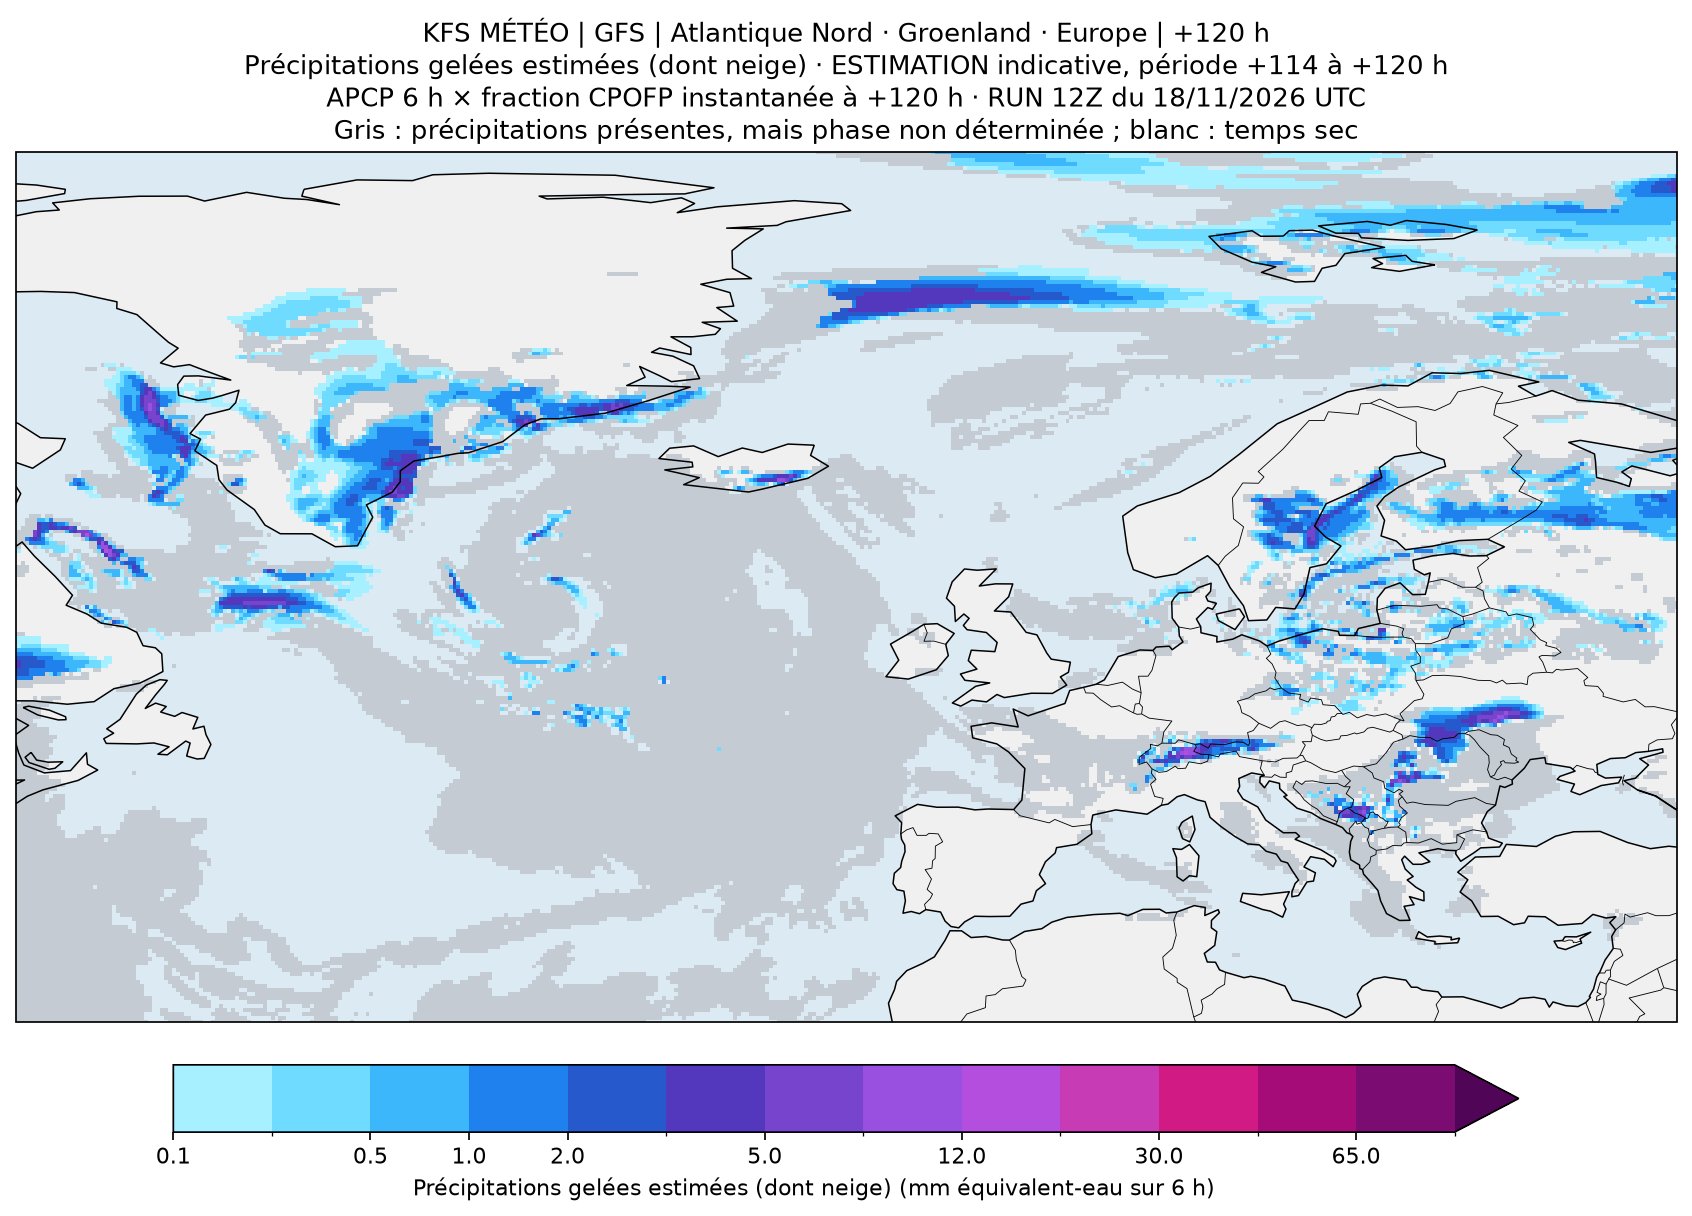 KFS MÉTÉO | GFS | Atlantique Nord · Groenland · Europe | +120 h
Précipitations gelées estimées (dont neige) · ESTIMATION indicative, période +114 à +120 h
APCP 6 h × fraction CPOFP instantanée à +120 h · RUN 12Z du 18/11/2026 UTC
Gris : précipitations présentes, mais phase non déterminée ; blanc : temps sec
0.1 0.5 1.0 2.0 5.0 12.0 30.0 65.0
Précipitations gelées estimées (dont neige) (mm équivalent-eau sur 6 h)